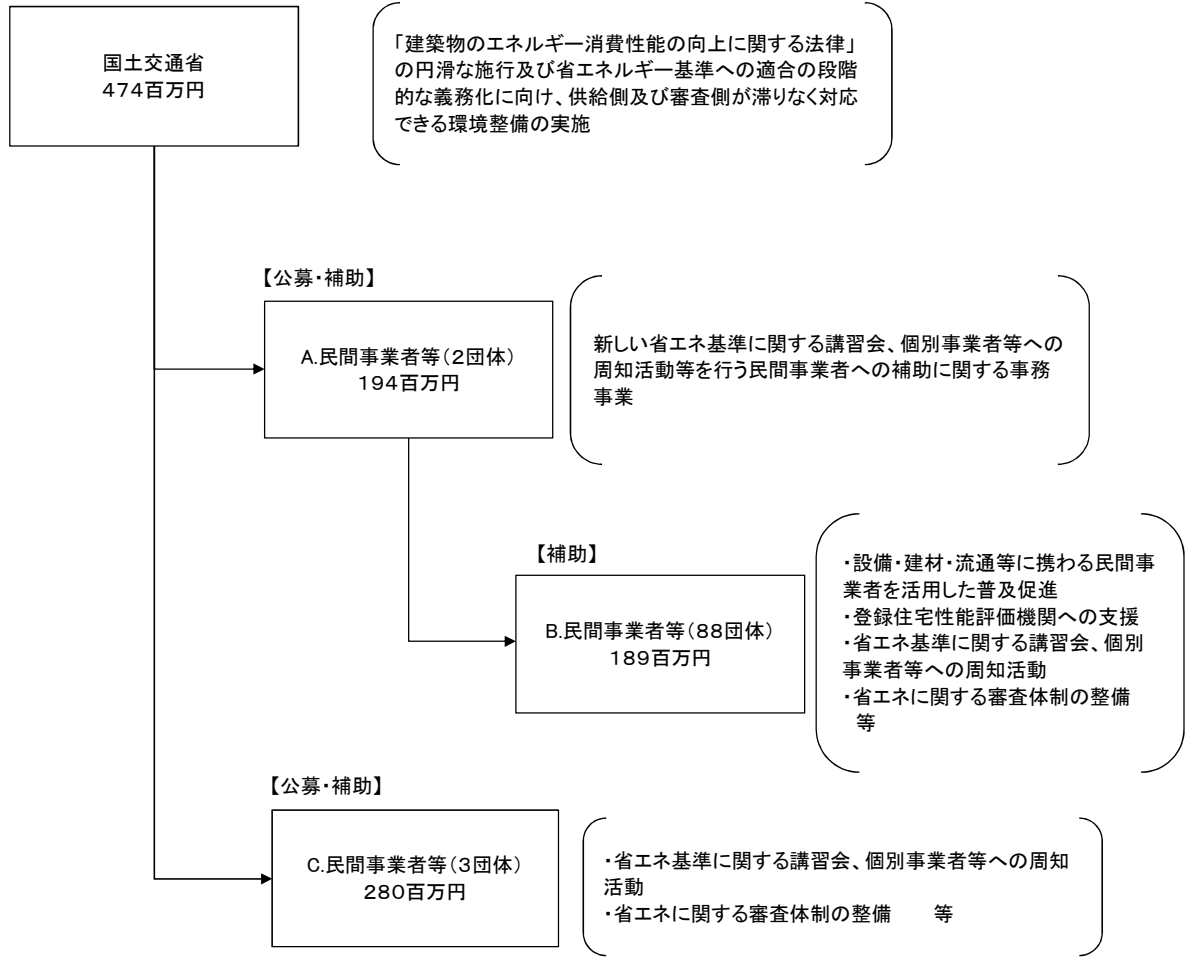 国土交通省
474百万円
「建築物のエネルギー消費性能の向上に関する法律」
の円滑な施行及び省エネルギー基準への適合の段階
的な義務化に向け、供給側及び審査側が滞りなく対応
できる環境整備の実施
【公募・補助】
A.民間事業者等（2団体）
194百万円
新しい省エネ基準に関する講習会、個別事業者等への
周知活動等を行う民間事業者への補助に関する事務
事業
【補助】
B.民間事業者等（88団体）
189百万円
・設備・建材・流通等に携わる民間事
業者を活用した普及促進
・登録住宅性能評価機関への支援
・省エネ基準に関する講習会、個別
事業者等への周知活動
・省エネに関する審査体制の整備
等
【公募・補助】
C.民間事業者等（3団体）
280百万円
・省エネ基準に関する講習会、個別事業者等への周知
活動
・省エネに関する審査体制の整備　　等